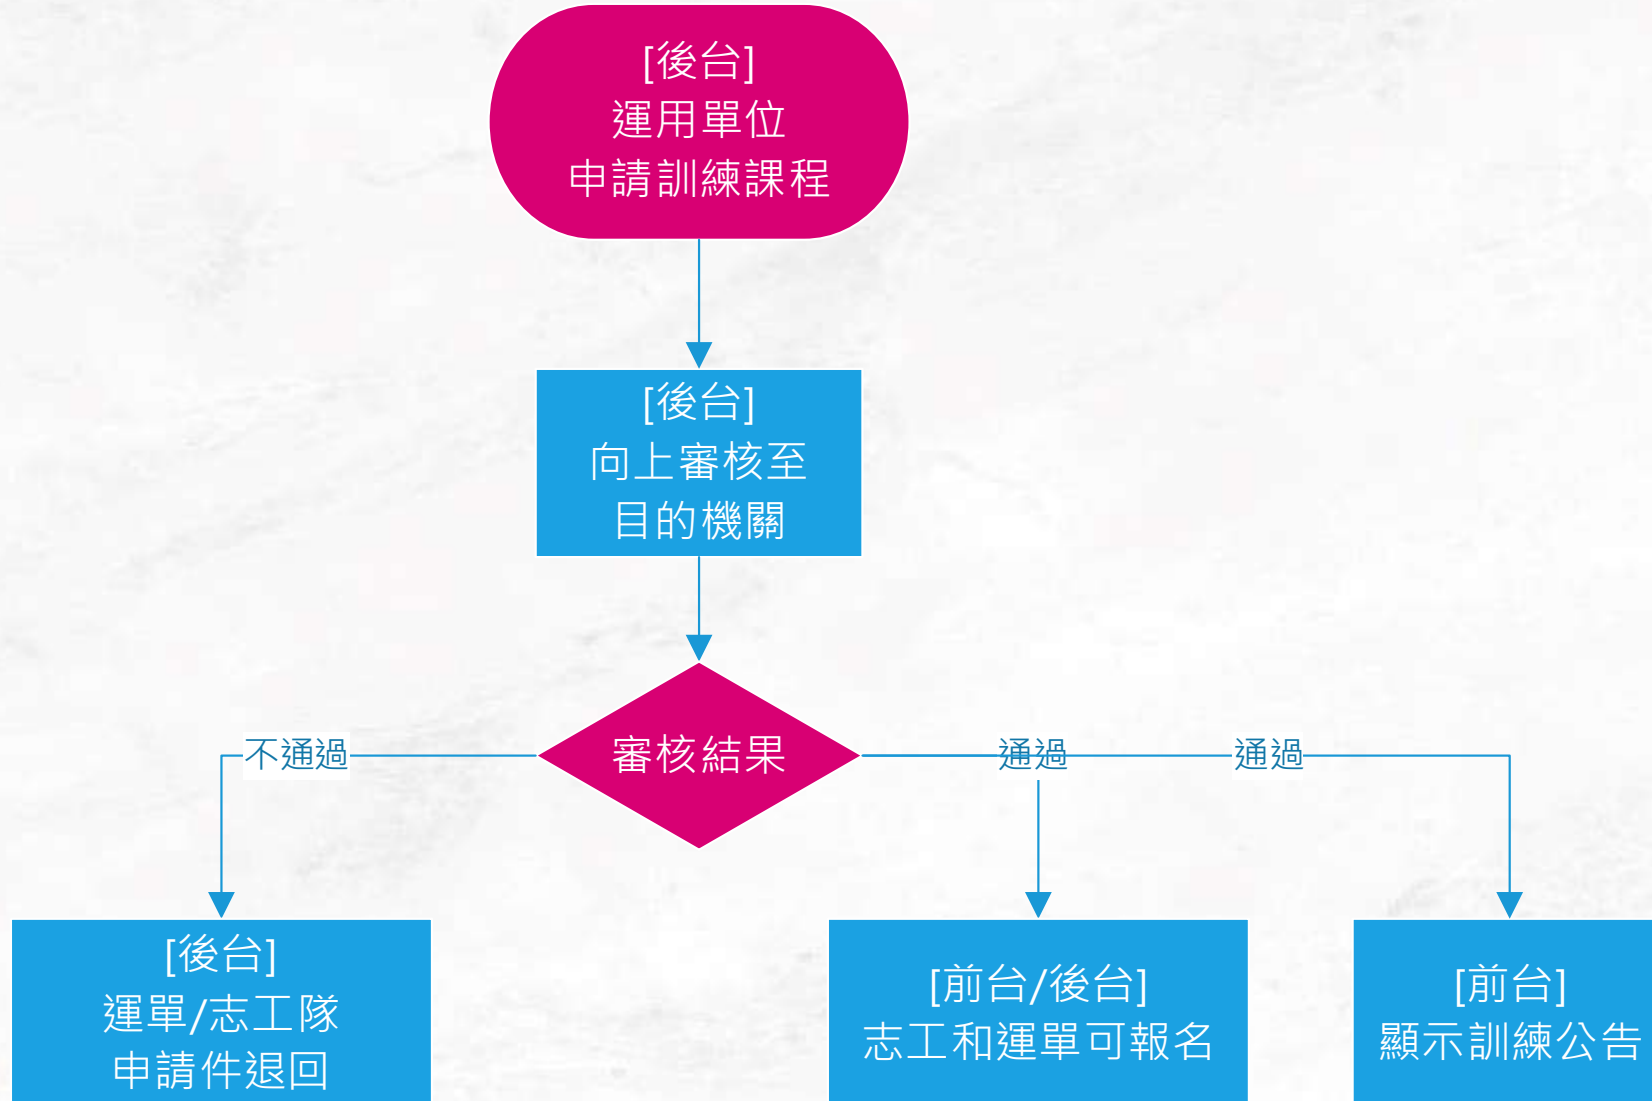 [後台]
運用單位
申請訓練課程
[後台]
向上審核至
目的機關
審核結果
不通過
通過
通過
[後台]
運單/志工隊
申請件退回
[前台/後台]
志工和運單可報名
[前台]
顯示訓練公告